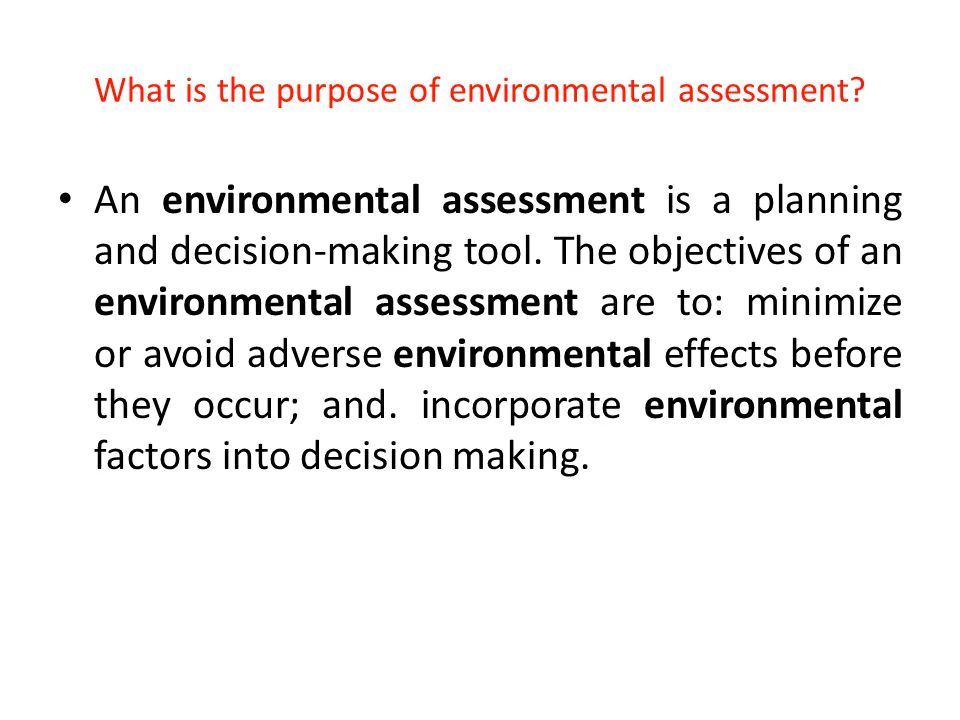 What is the purpose of environmental assessment?
• An environmental assessment is a planning
and decision-making tool. The objectives of an
environmental assessment are to: minimize
or avoid adverse environmental effects before
they occur; and. incorporate environmental
factors into decision making.